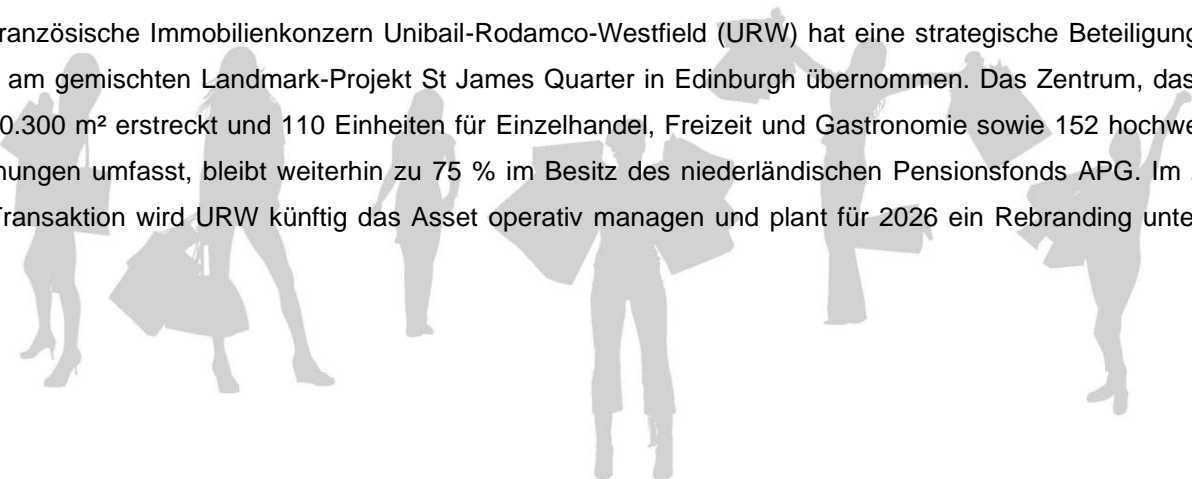 ranzösische Immobilienkonzern Unibail-Rodamco-Westfield (URW) hat eine strategische Beteiligung
am gemischten Landmark-Projekt St James Quarter in Edinburgh übernommen. Das Zentrum, das
0.300 m² erstreckt und 110 Einheiten für Einzelhandel, Freizeit und Gastronomie sowie 152 hochwe
nungen umfasst, bleibt weiterhin zu 75 % im Besitz des niederländischen Pensionsfonds APG. Im
Transaktion wird URW künftig das Asset operativ managen und plant für 2026 ein Rebranding unte